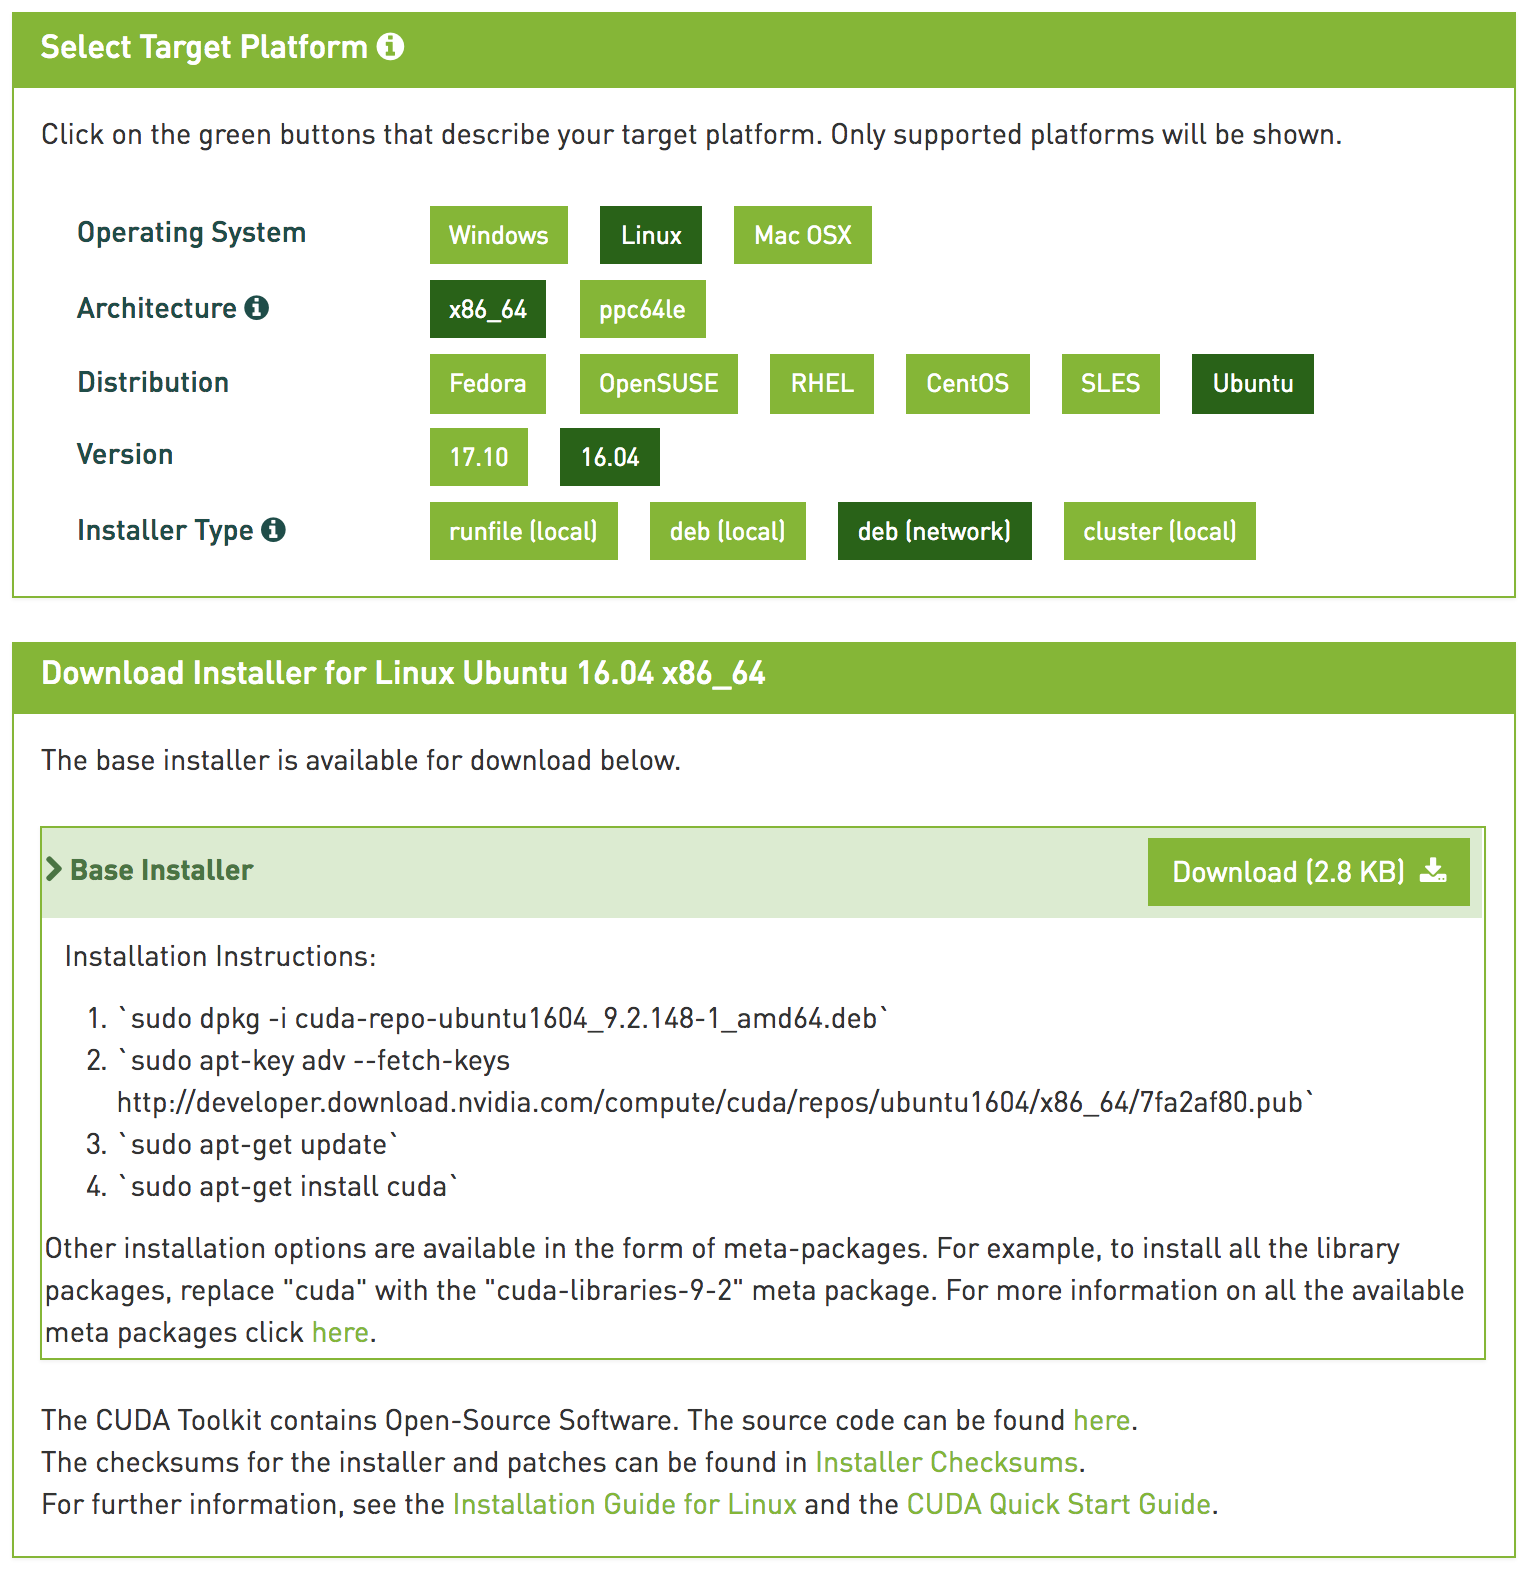 Select Target Platform
Click on the green buttons that describe your target platform. Only supported platforms will be shown.
Operating System Windows Linux Mac OSX
Architecture x86_64 ppc64le
Distribution Fedora OpenSUSE RHEL CentOS SLES Ubuntu
Version 17.10 16.04
Installer Type runfile (local) deb (local) deb (network) cluster (local)
Download Installer for Linux Ubuntu 16.04 x86_64
The base installer is available for download below.
Base Installer Download (2.8 KB)
Installation Instructions:
1. `sudo dpkg -i cuda-repo-ubuntu1604_9.2.148-1_amd64.deb`
2. `sudo apt-key adv --fetch-keys
http://developer.download.nvidia.com/compute/cuda/repos/ubuntu1604/x86_64/7fa2af80.pub`
3. `sudo apt-get update`
4. `sudo apt-get install cuda`
Other installation options are available in the form of meta-packages. For example, to install all the library
packages, replace "cuda" with the "cuda-libraries-9-2" meta package. For more information on all the available
meta packages click here.
The CUDA Toolkit contains Open-Source Software. The source code can be found here.
The checksums for the installer and patches can be found in Installer Checksums.
For further information, see the Installation Guide for Linux and the CUDA Quick Start Guide.